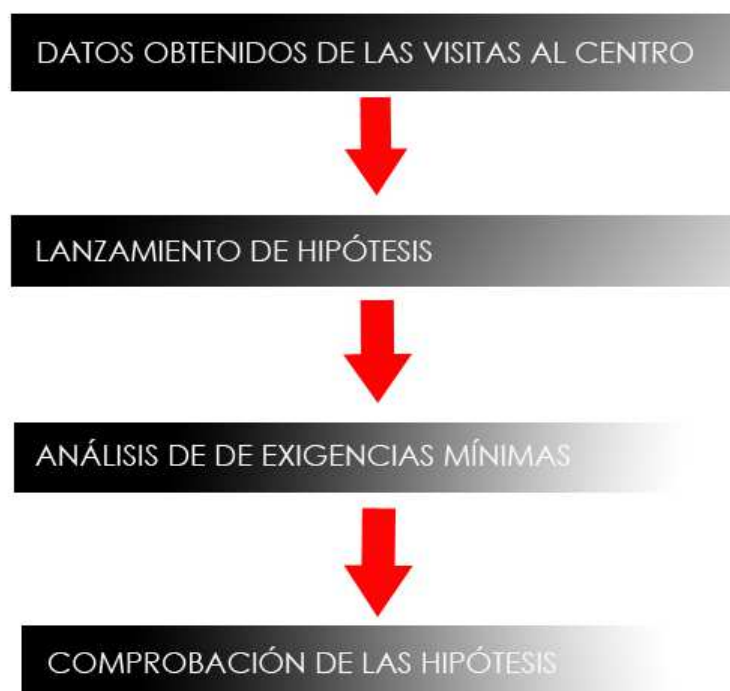 DATOS OBTENIDOS DE LAS VISITAS AL CENTRO
LANZAMIENTO DE HIPÓTESIS
ANÁLISIS DE DE EXIGENCIAS MÍNIMAS
COMPROBACIÓN DE LAS HIPÓTESIS